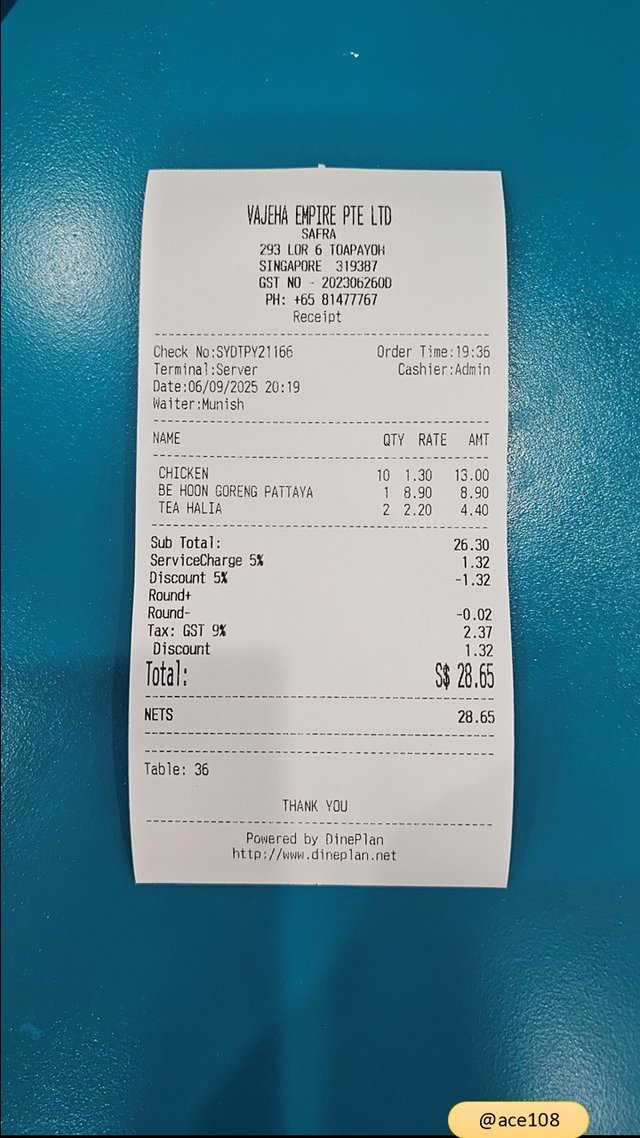 VAJEHA EMPIRE PTE LTD
SAFRA
293 LOR 6 TOAPAYOH
SINGAPORE 319387
GST NO - 202306260D
PH: +65 81477767
Receipt
Check No:SYDTPY21166 Order Time:19:36
Terminal:Server Cashier:Admin
Date:06/09/2025 20:19
Waiter:Munish
NAME QTY RATE AMT
CHICKEN 10 1.30 13.00
BE HOON GORENG PATTAYA 1 8.90 8.90
TEA HALIA 2 2.20 4.40
Sub Total: 26.30
ServiceCharge 5% 1.32
Discount 5% -1.32
Round+
Round- -0.02
Tax: GST 9% 2.37
Discount 1.32
Total: S$ 28.65
NETS 28.65
Table: 36
THANK YOU
Powered by DinePlan
http://www.dineplan.net
@ace108